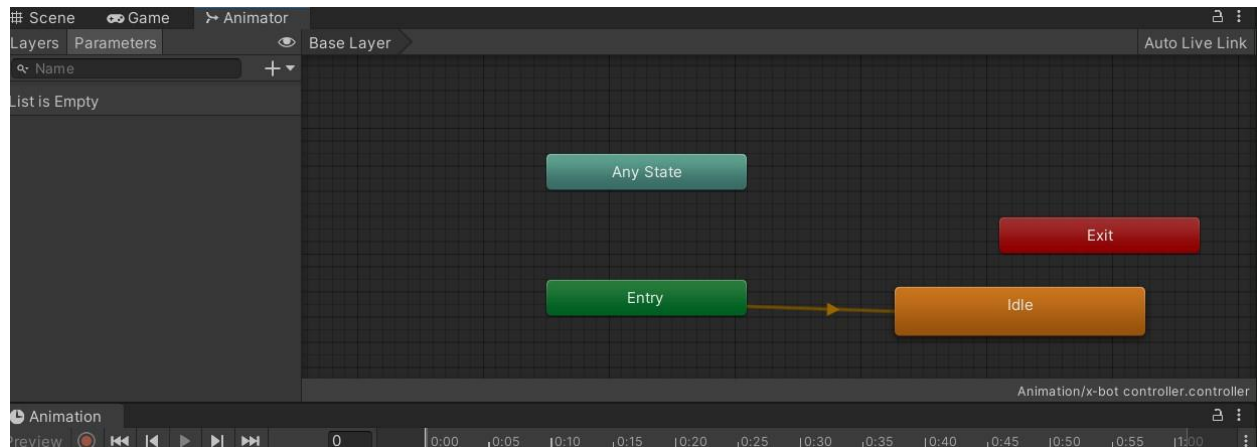 Scene Game Animator
Layers Parameters Base Layer Auto Live Link
Name
List is Empty
Any State
Exit
Entry
Idle
Animation/x-bot controller.controller
Animation
Preview 0 0:00 0:05 0:10 0:15 0:20 0:25 0:30 0:35 0:40 0:45 0:50 0:55 1:00